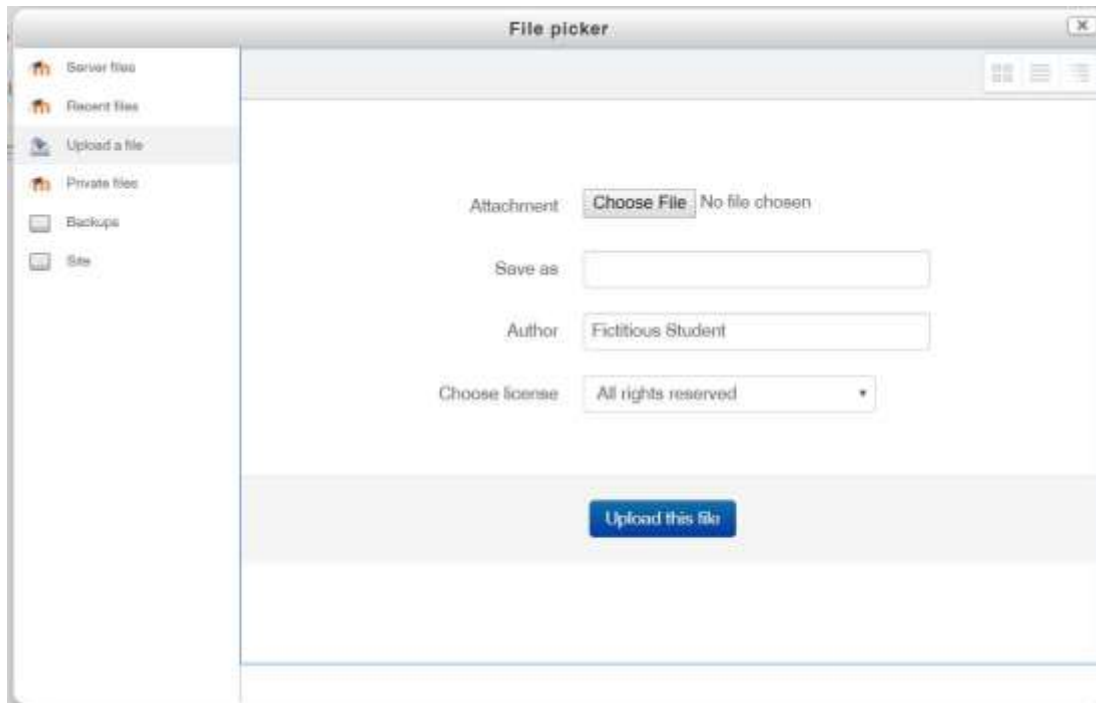 File picker
Server files
Recent files
Upload a file
Private files
Backups
Site
Attachment Choose File No file chosen
Save as
Author Fictitious Student
Choose license All rights reserved
Upload this file